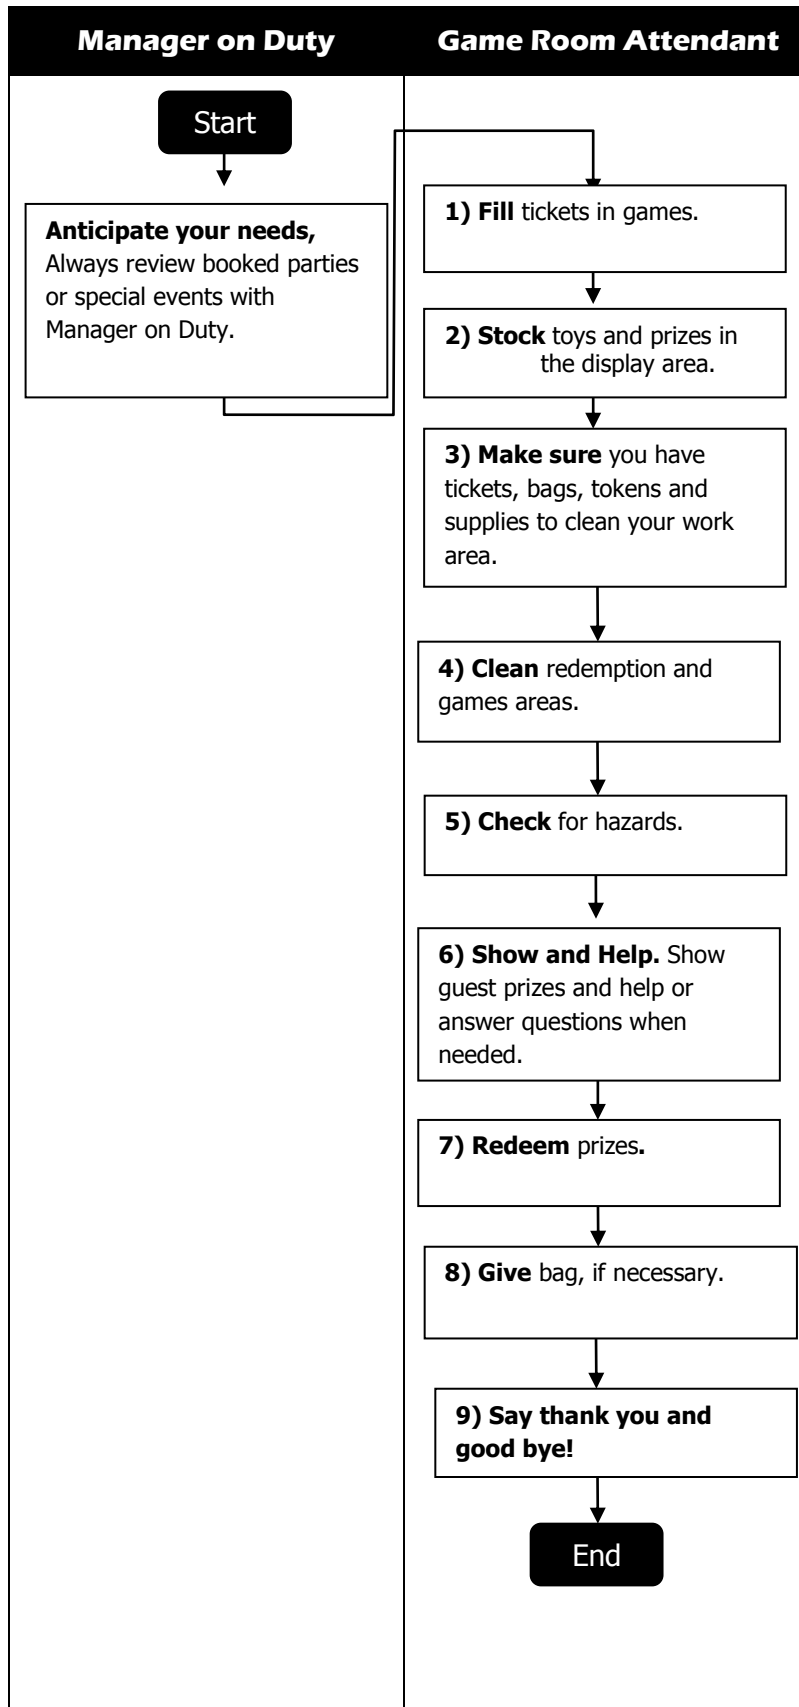 Manager on Duty
Game Room Attendant
Start
Anticipate your needs,
Always review booked parties
or special events with
Manager on Duty.
1) Fill tickets in games.
2) Stock toys and prizes in
the display area.
3) Make sure you have
tickets, bags, tokens and
supplies to clean your work
area.
4) Clean redemption and
games areas.
5) Check for hazards.
6) Show and Help. Show
guest prizes and help or
answer questions when
needed.
7) Redeem prizes.
8) Give bag, if necessary.
9) Say thank you and
good bye!
End